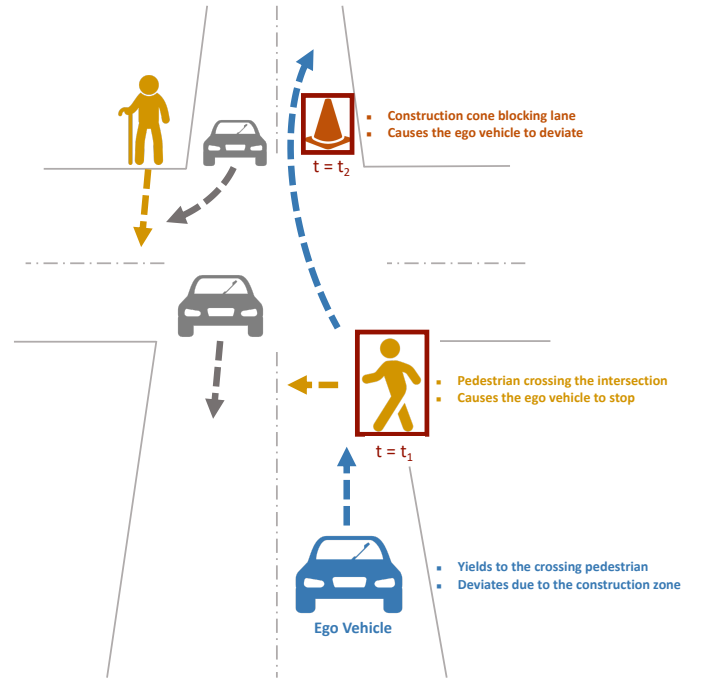 Construction cone blocking lane
Causes the ego vehicle to deviate
t = t₂
Pedestrian crossing the intersection
Causes the ego vehicle to stop
t = t₁
Yields to the crossing pedestrian
Deviates due to the construction zone
Ego Vehicle